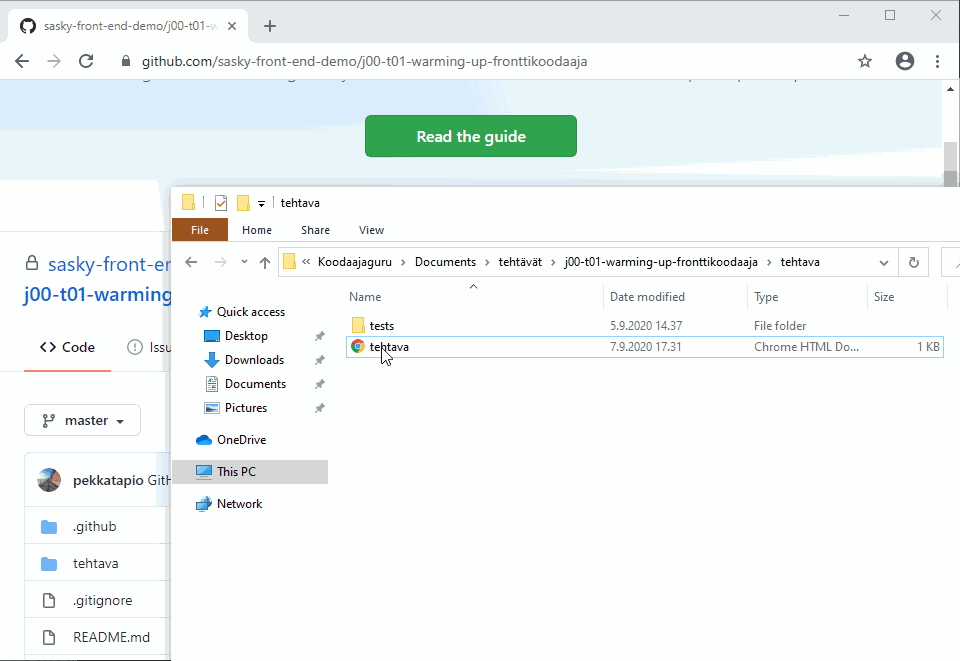 sasky-front-end-demo/j00-t01-w
github.com/sasky-front-end-demo/j00-t01-warming-up-fronttikoodaaja
Read the guide
tehtava
File Home Share View
« Koodaajaguru > Documents > tehtävät > j00-t01-warming-up-fronttikoodaaja > tehtava
Name Date modified Type Size
tests 5.9.2020 14.37 File folder
tehtava 7.9.2020 17.31 Chrome HTML Do... 1 KB
Quick access
Desktop
Downloads
Documents
Pictures
OneDrive
This PC
Network
sasky-front-er
j00-t01-warming
Code Issu
master
pekkatapio GitH
.github
tehtava
.gitignore
README.md